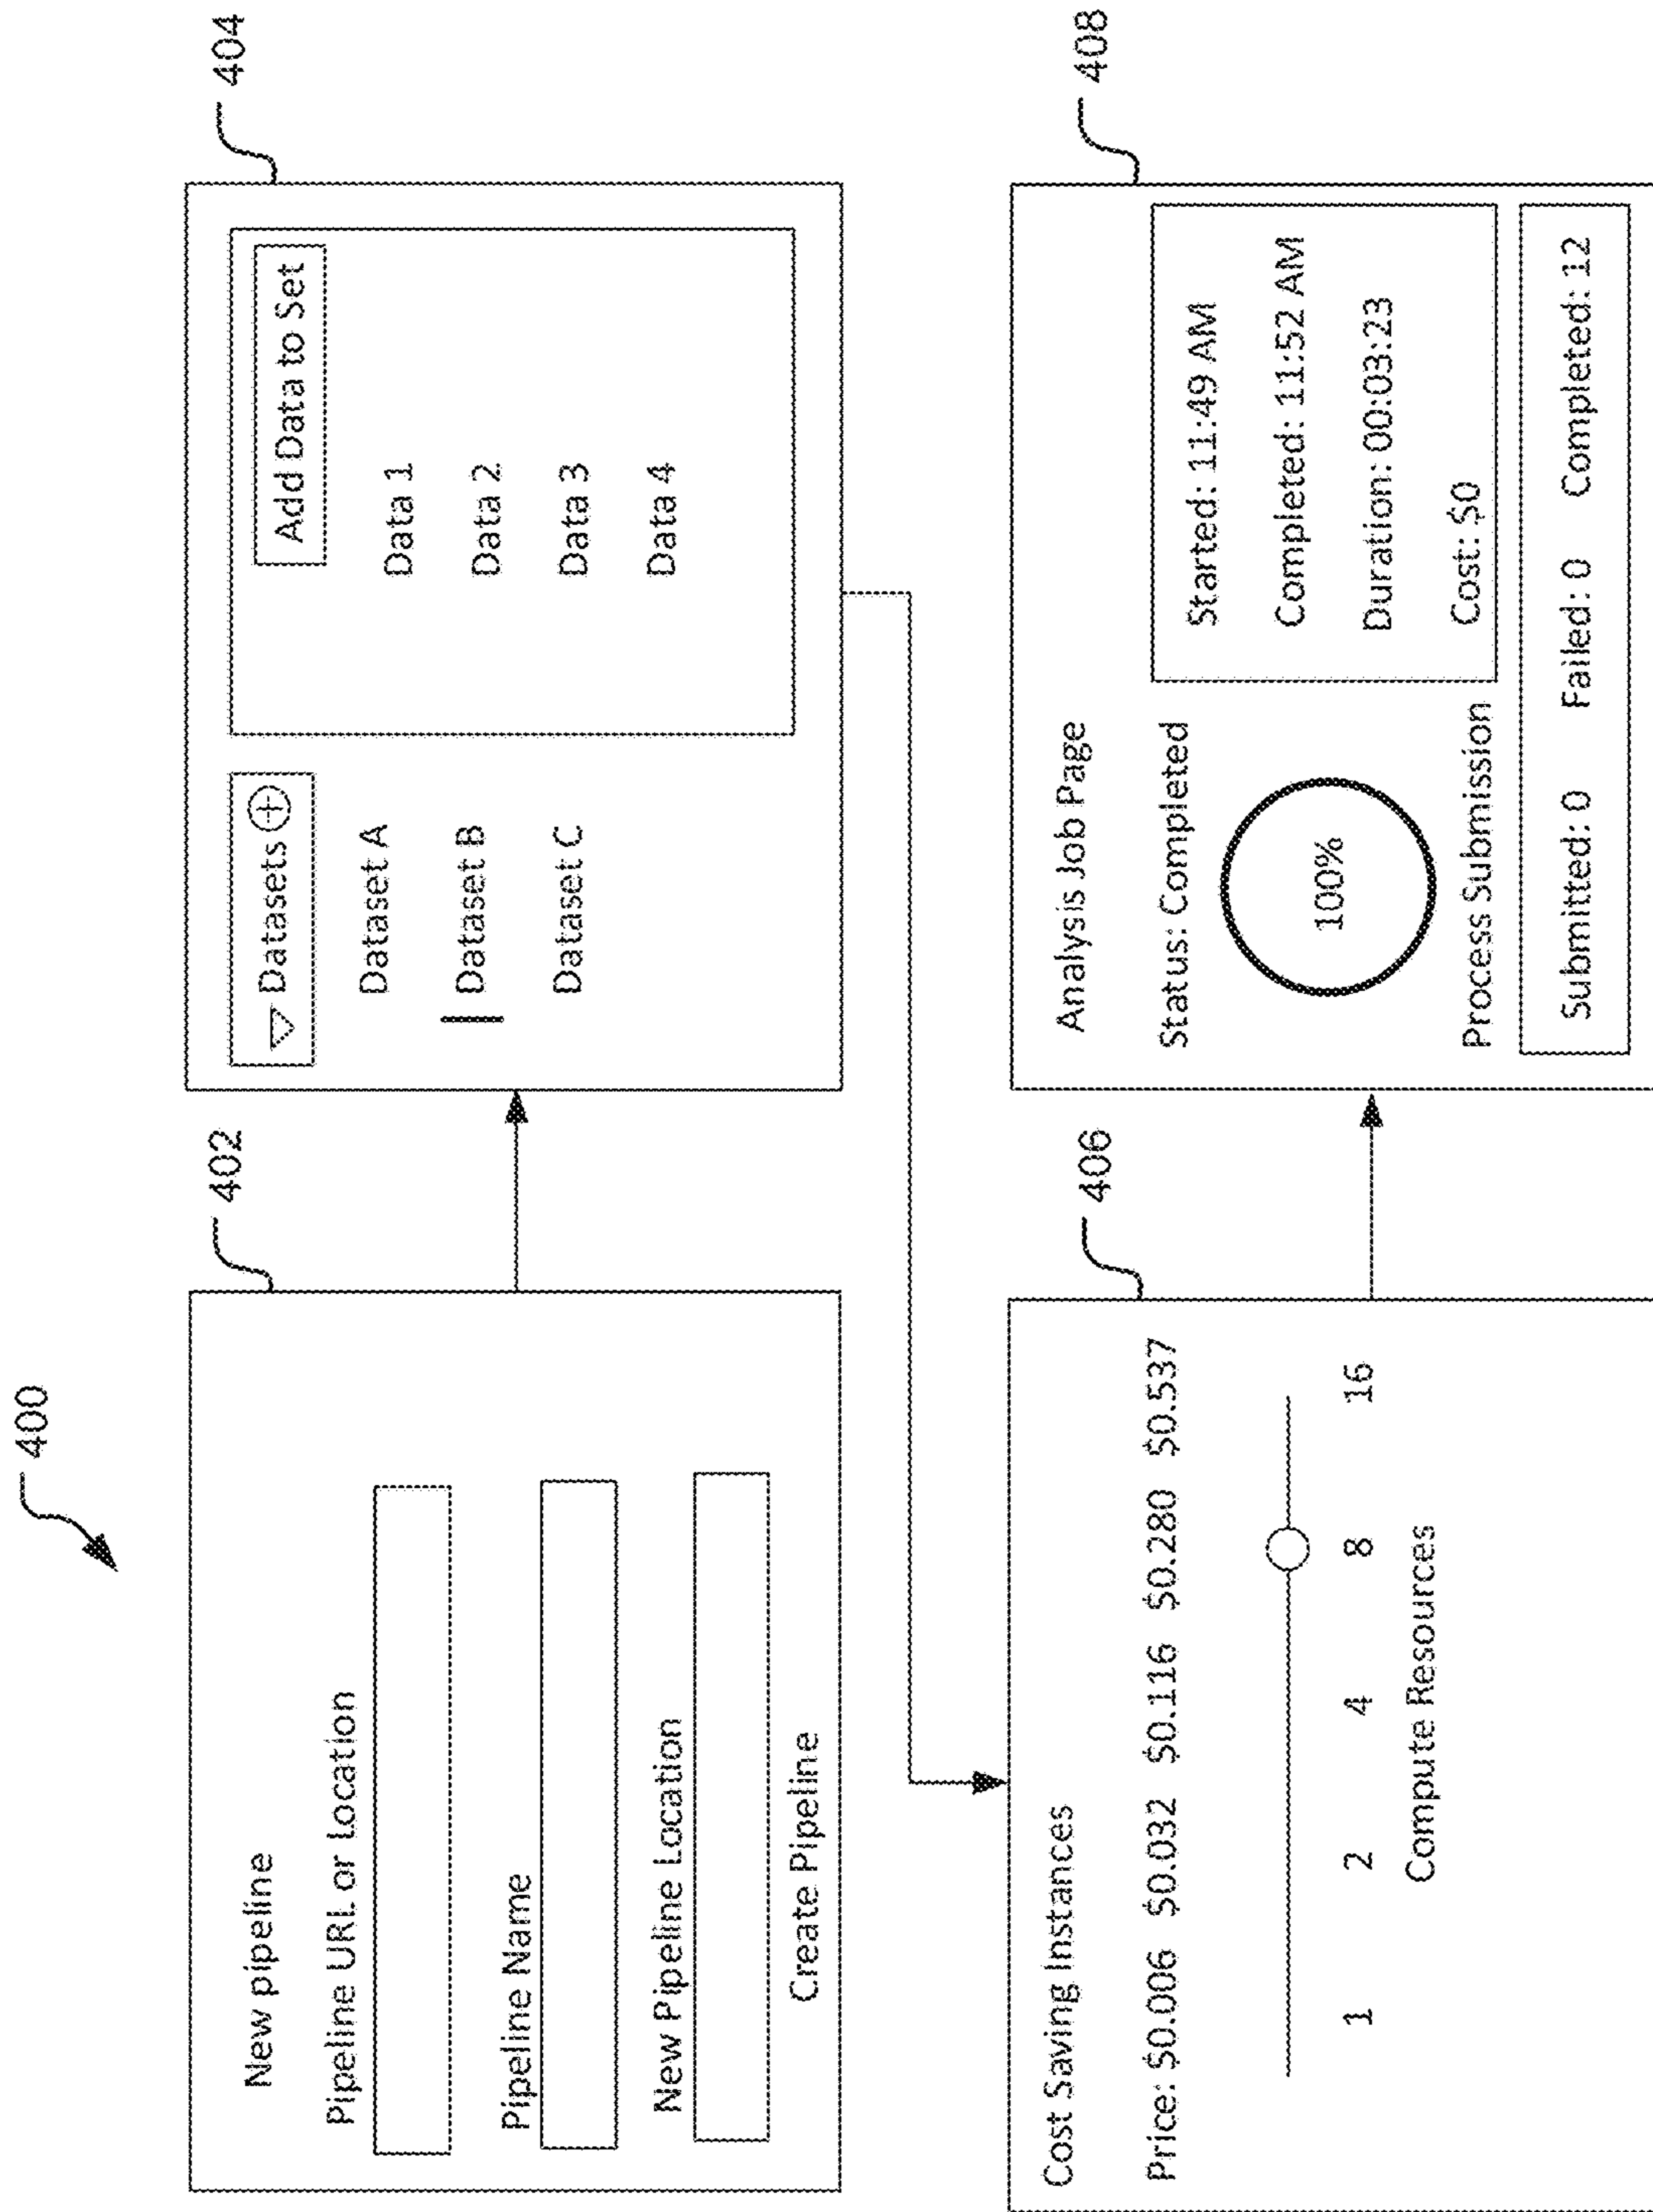 400
402
New pipeline
Pipeline URL or Location
Pipeline Name
New Pipeline Location
Create Pipeline
404
Datasets
Dataset A
Dataset B
Dataset C
Add Data to Set
Data 1
Data 2
Data 3
Data 4
406
Cost Saving Instances
Price: $0.006 $0.032 $0.116 $0.280 $0.537
1 2 4 8 16
Compute Resources
408
Analysis Job Page
Status: Completed
100%
Process Submission
Started: 11:49 AM
Completed: 11:52 AM
Duration: 00:03:23
Cost: $0
Submitted: 0 Failed: 0 Completed: 12